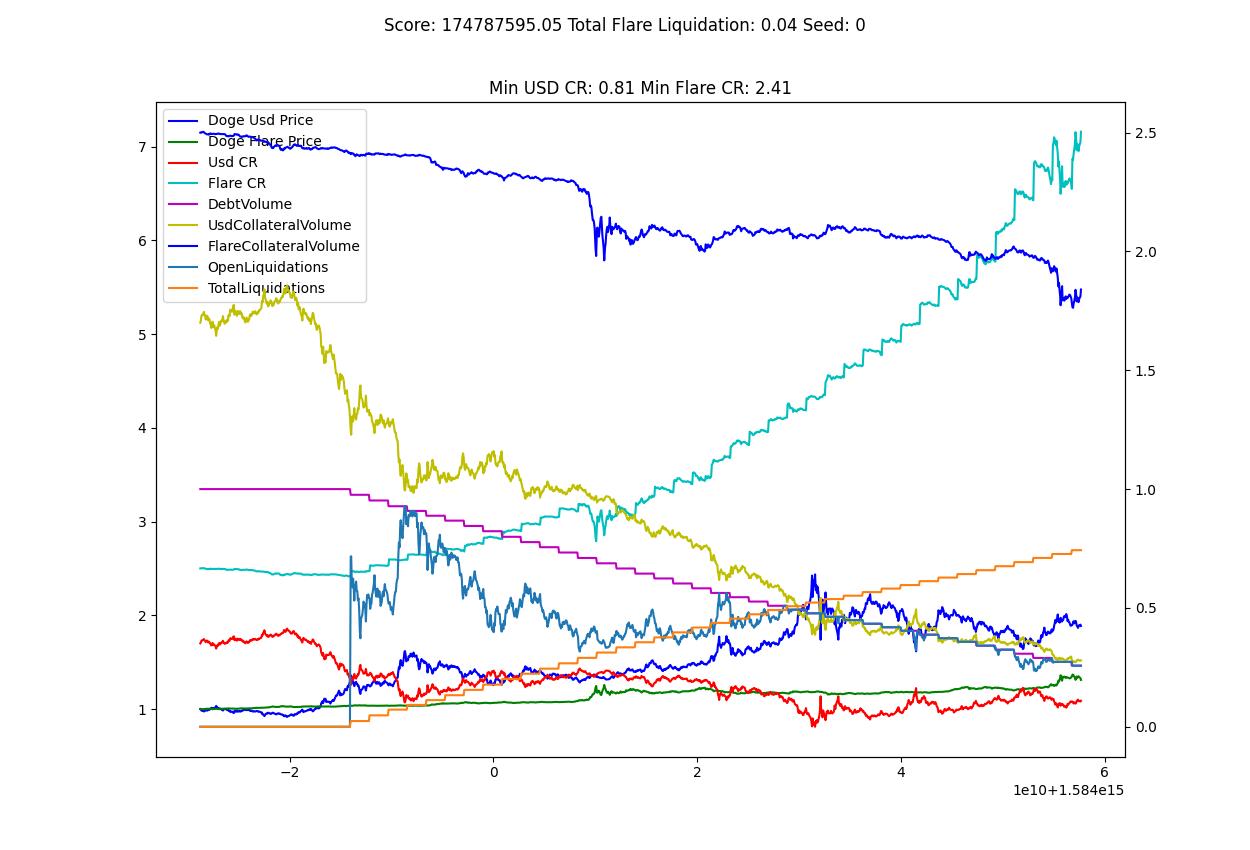 Score: 174787595.05 Total Flare Liquidation: 0.04 Seed: 0
Min USD CR: 0.81 Min Flare CR: 2.41
Doge Usd Price
Doge Flare Price
Usd CR
Flare CR
DebtVolume
UsdCollateralVolume
FlareCollateralVolume
OpenLiquidations
TotalLiquidations
7
6
5
4
3
2
1
2.5
2.0
1.5
1.0
0.5
0.0
−2
0
2
4
6
1e10+1.584e15